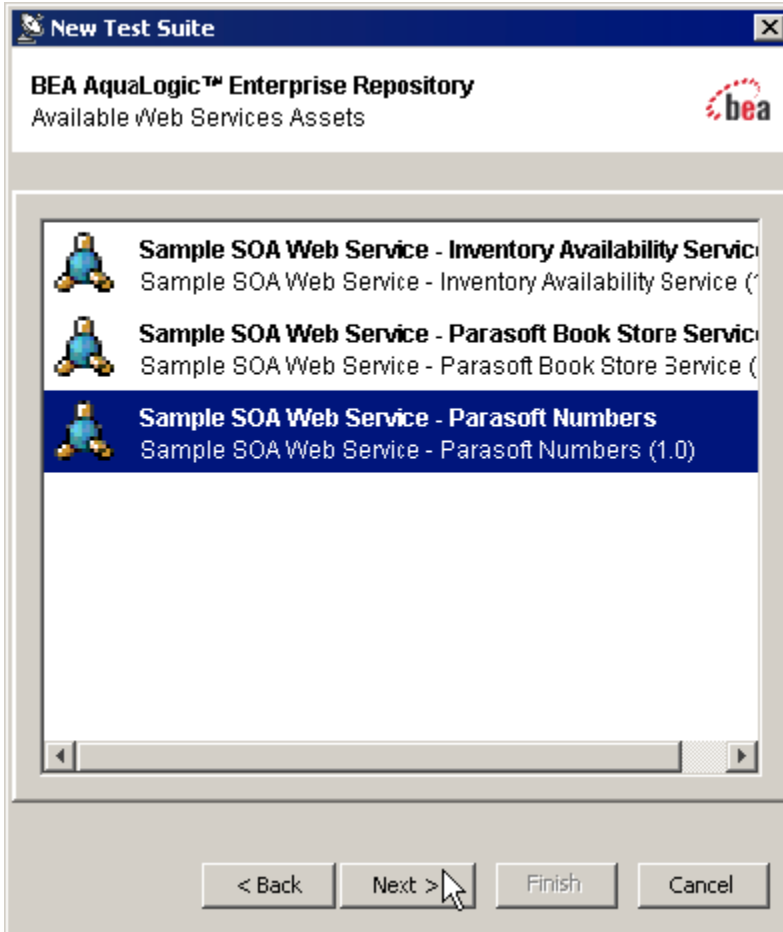 New Test Suite
BEA AquaLogic™ Enterprise Repository
Available Web Services Assets
bea
Sample SOA Web Service - Inventory Availability Servic
Sample SOA Web Service - Inventory Availability Service (
Sample SOA Web Service - Parasoft Book Store Servic
Sample SOA Web Service - Parasoft Book Store Service (
Sample SOA Web Service - Parasoft Numbers
Sample SOA Web Service - Parasoft Numbers (1.0)
< Back
Next >
Finish
Cancel